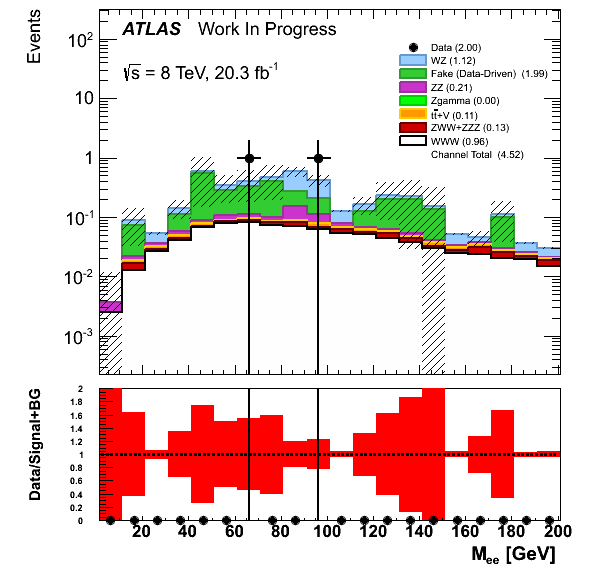 Events
ATLAS Work In Progress
√s = 8 TeV, 20.3 fb⁻¹
Data (2.00)
WZ (1.12)
Fake (Data-Driven) (1.99)
ZZ (0.21)
Zgamma (0.00)
tt̄+V (0.11)
ZWW+ZZZ (0.13)
WWW (0.96)
Channel Total (4.52)
10²
10
1
10⁻¹
10⁻²
10⁻³
Data/Signal+BG
2
1.8
1.6
1.4
1.2
1
0.8
0.6
0.4
0.2
0
20 40 60 80 100 120 140 160 180 200
Mee [GeV]